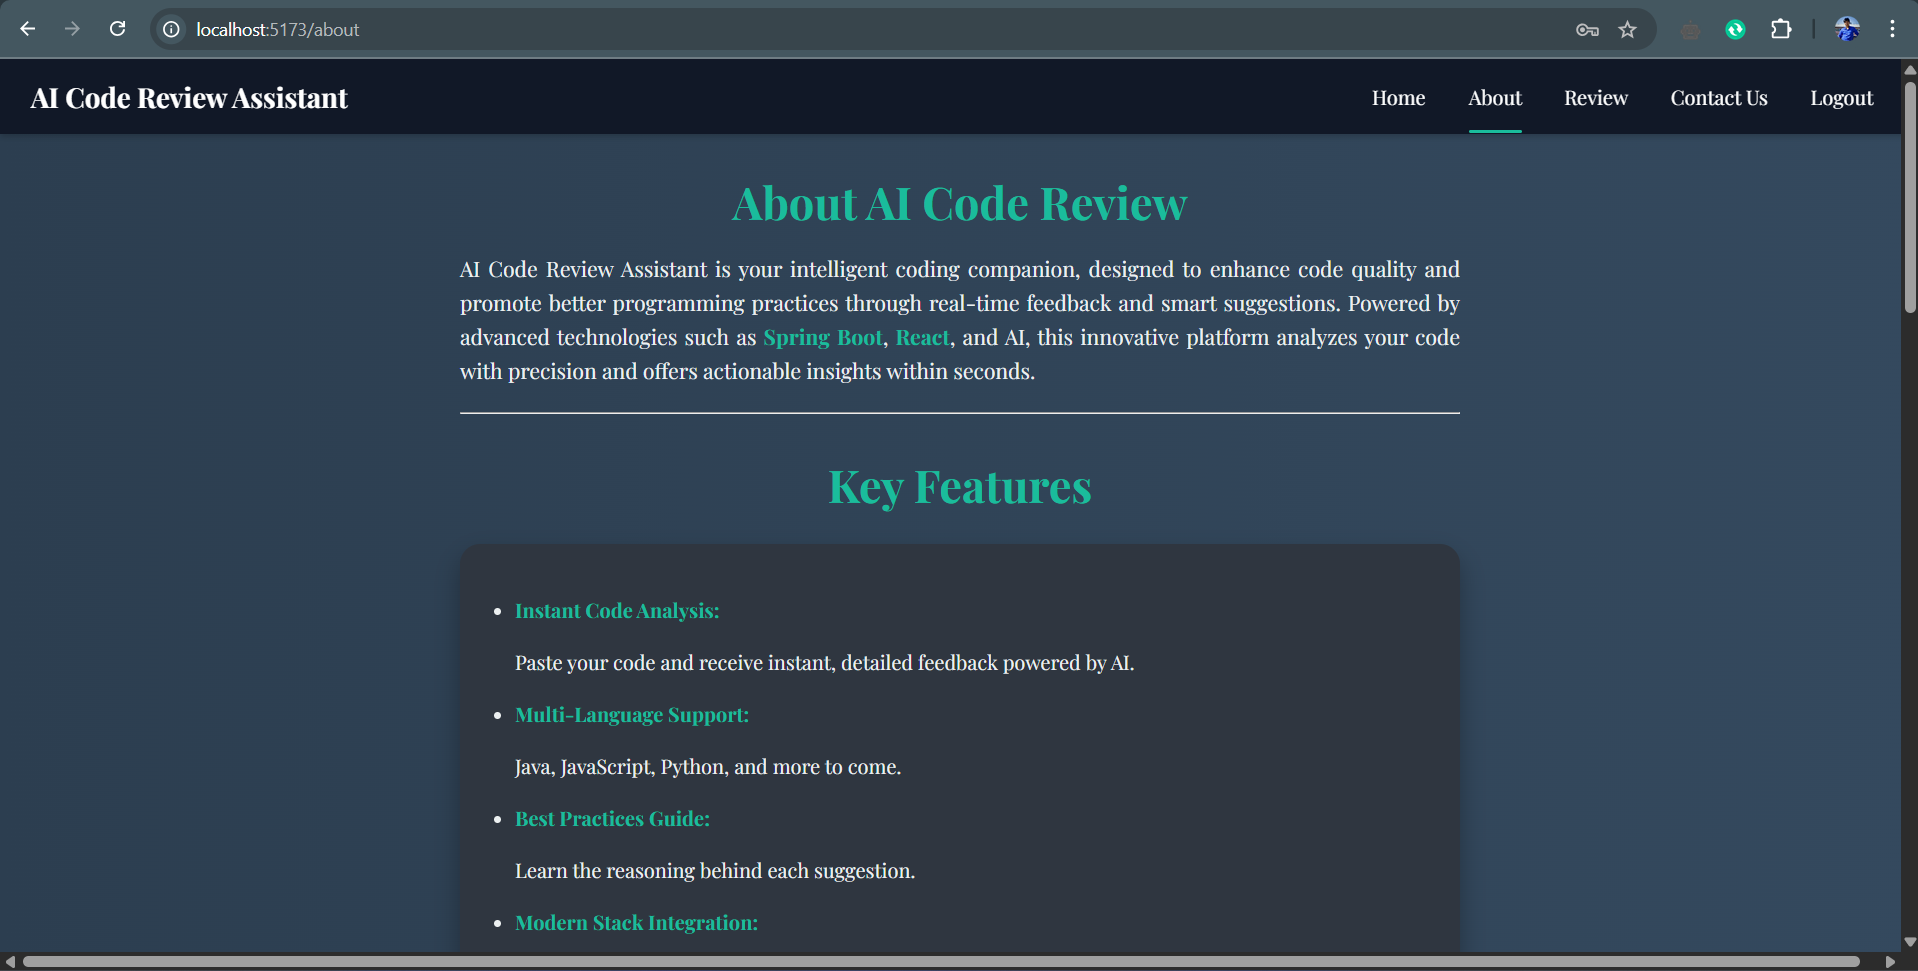 localhost:5173/about
AI Code Review Assistant
Home About Review Contact Us Logout
About AI Code Review
AI Code Review Assistant is your intelligent coding companion, designed to enhance code quality and
promote better programming practices through real-time feedback and smart suggestions. Powered by
advanced technologies such as Spring Boot, React, and AI, this innovative platform analyzes your code
with precision and offers actionable insights within seconds.
Key Features
Instant Code Analysis:
Paste your code and receive instant, detailed feedback powered by AI.
Multi-Language Support:
Java, JavaScript, Python, and more to come.
Best Practices Guide:
Learn the reasoning behind each suggestion.
Modern Stack Integration: